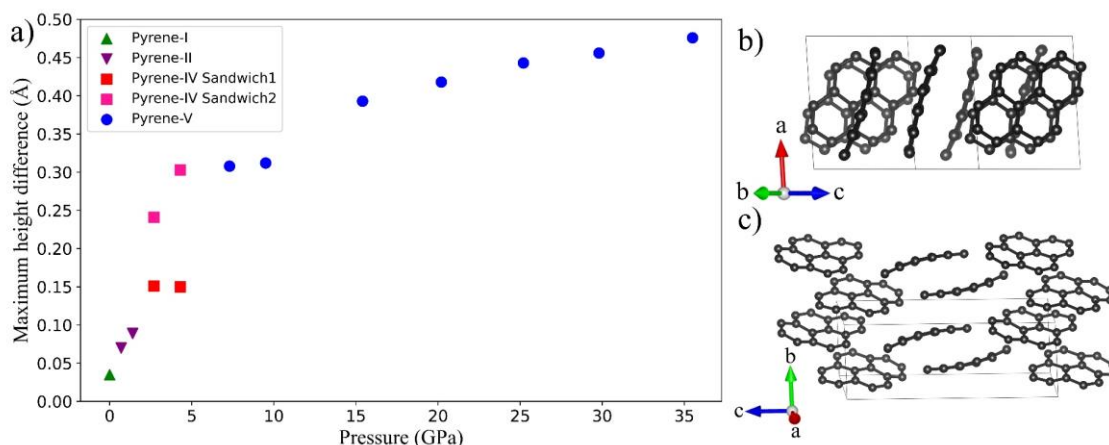 a)
Maximum height difference (Å)
0.50
0.45
0.40
0.35
0.30
0.25
0.20
0.15
0.10
0.05
0.00
Pyrene-I
Pyrene-II
Pyrene-IV Sandwich1
Pyrene-IV Sandwich2
Pyrene-V
0 5 10 15 20 25 30 35
Pressure (GPa)
b)
a
b c
c)
b
c
a